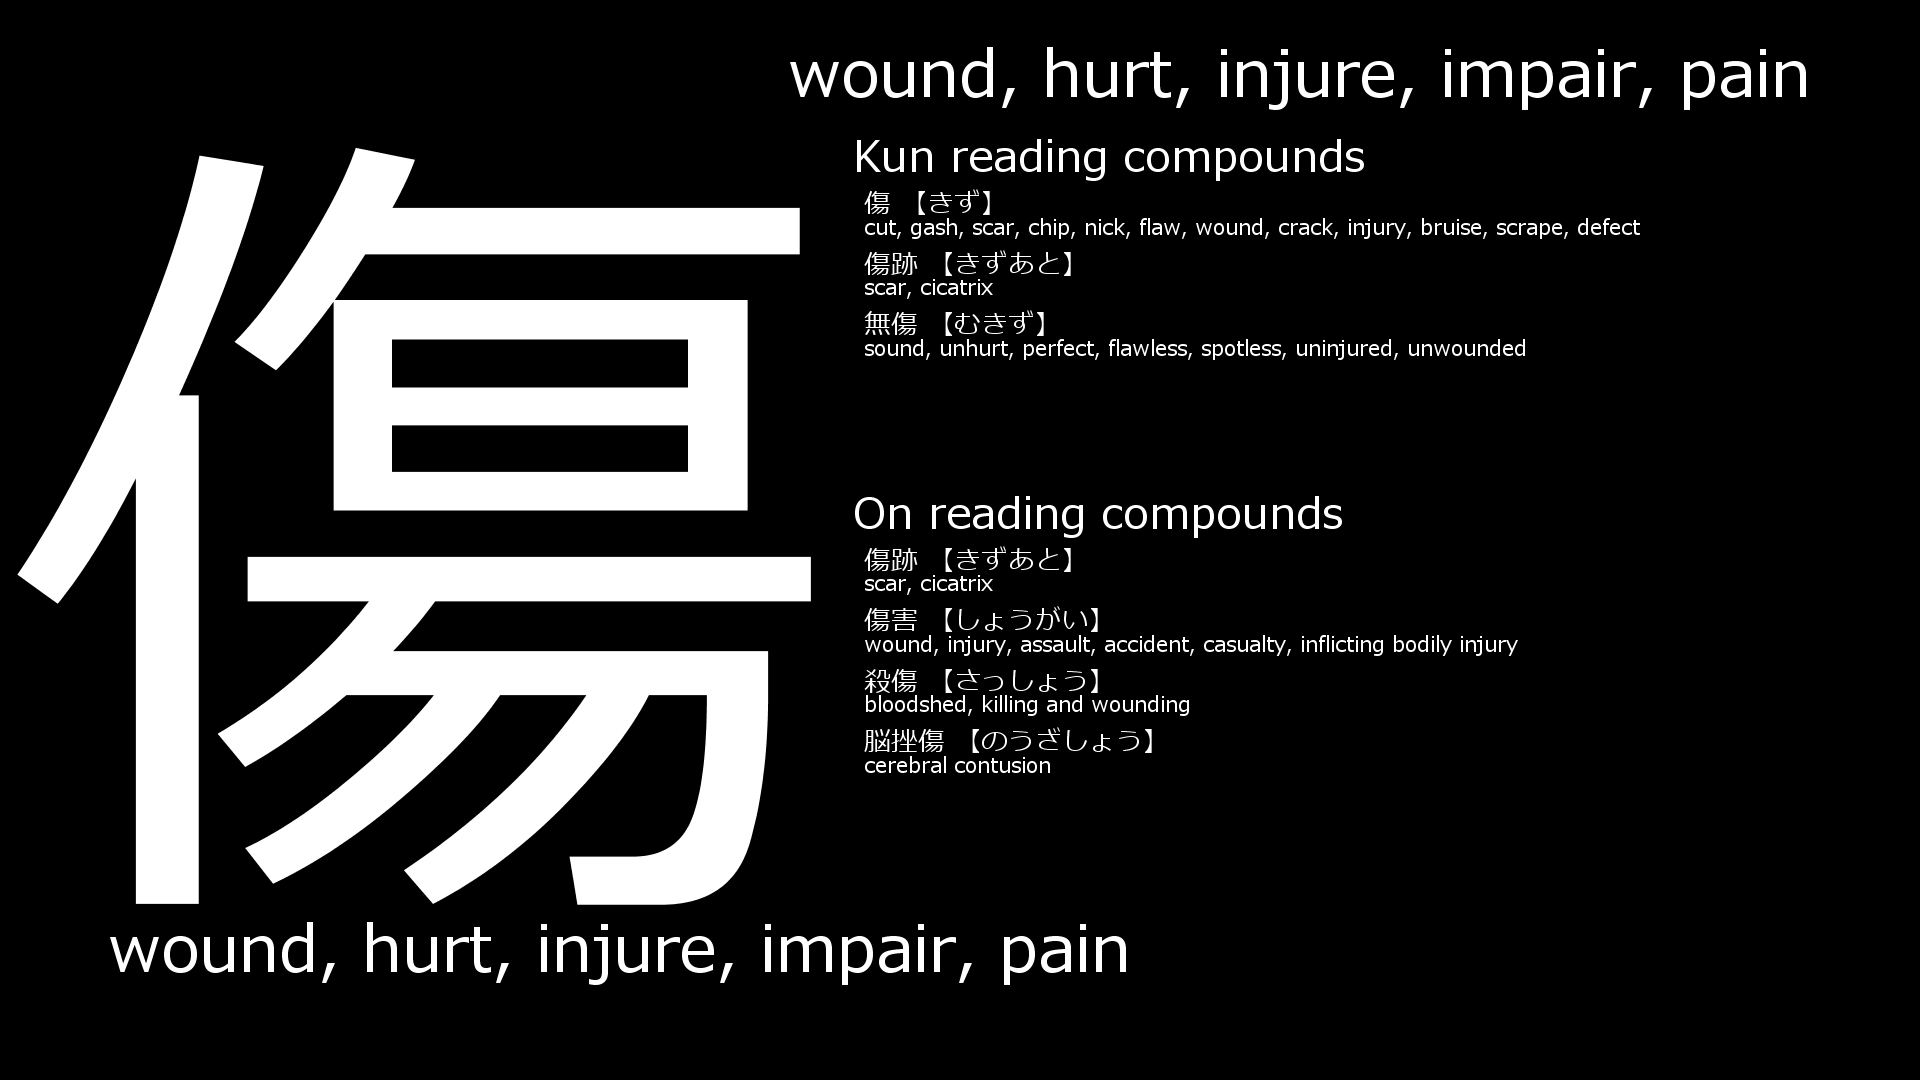 wound, hurt, injure, impair, pain
傷
Kun reading compounds
傷 【きず】
cut, gash, scar, chip, nick, flaw, wound, crack, injury, bruise, scrape, defect
傷跡 【きずあと】
scar, cicatrix
無傷 【むきず】
sound, unhurt, perfect, flawless, spotless, uninjured, unwounded
On reading compounds
傷跡 【きずあと】
scar, cicatrix
傷害 【しょうがい】
wound, injury, assault, accident, casualty, inflicting bodily injury
殺傷 【さっしょう】
bloodshed, killing and wounding
脳挫傷 【のうざしょう】
cerebral contusion
wound, hurt, injure, impair, pain